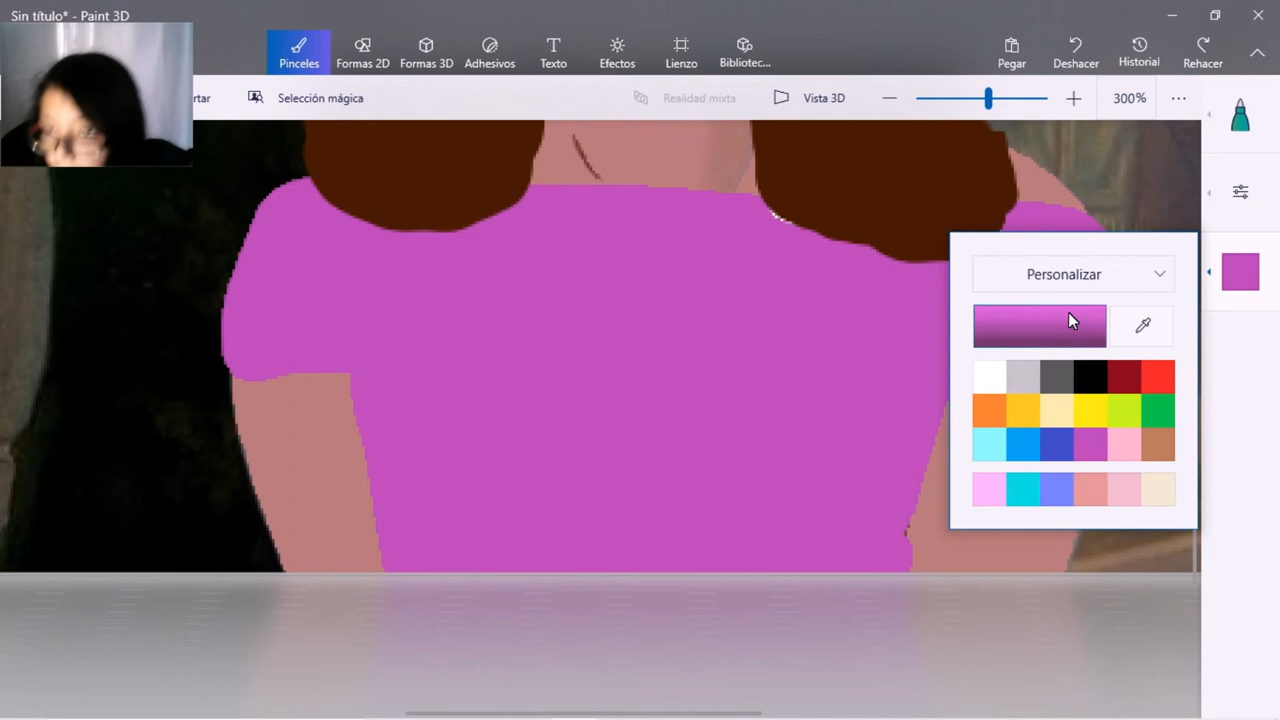 Sin título* - Paint 3D
Pinceles
Formas 2D
Formas 3D
Adhesivos
Texto
Efectos
Lienzo
Bibliotec...
Pegar
Deshacer
Historial
Rehacer
rtar
Selección mágica
Realidad mixta
Vista 3D
300%
Personalizar